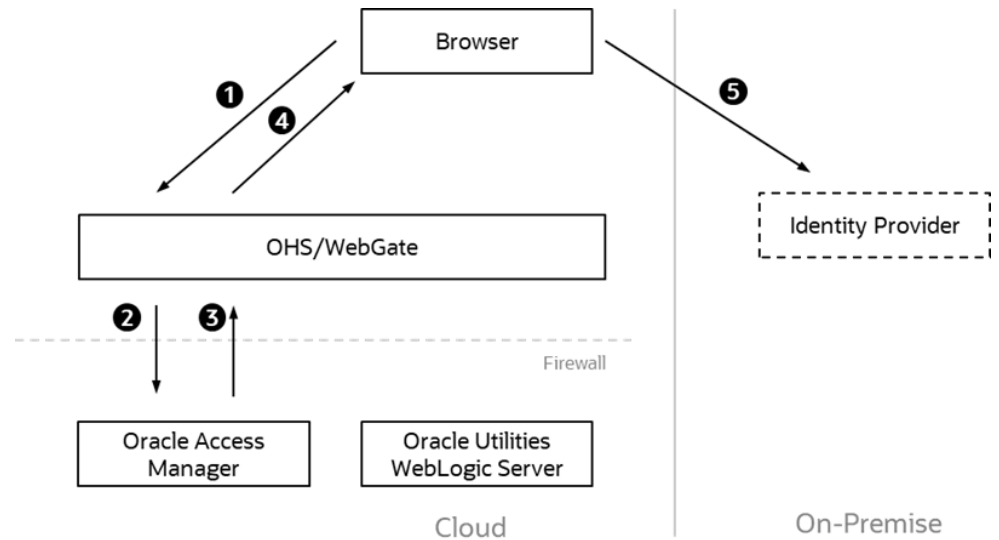 Browser
1
4
5
OHS/WebGate
Identity Provider
2
3
Firewall
Oracle Access
Manager
Oracle Utilities
WebLogic Server
Cloud
On-Premise